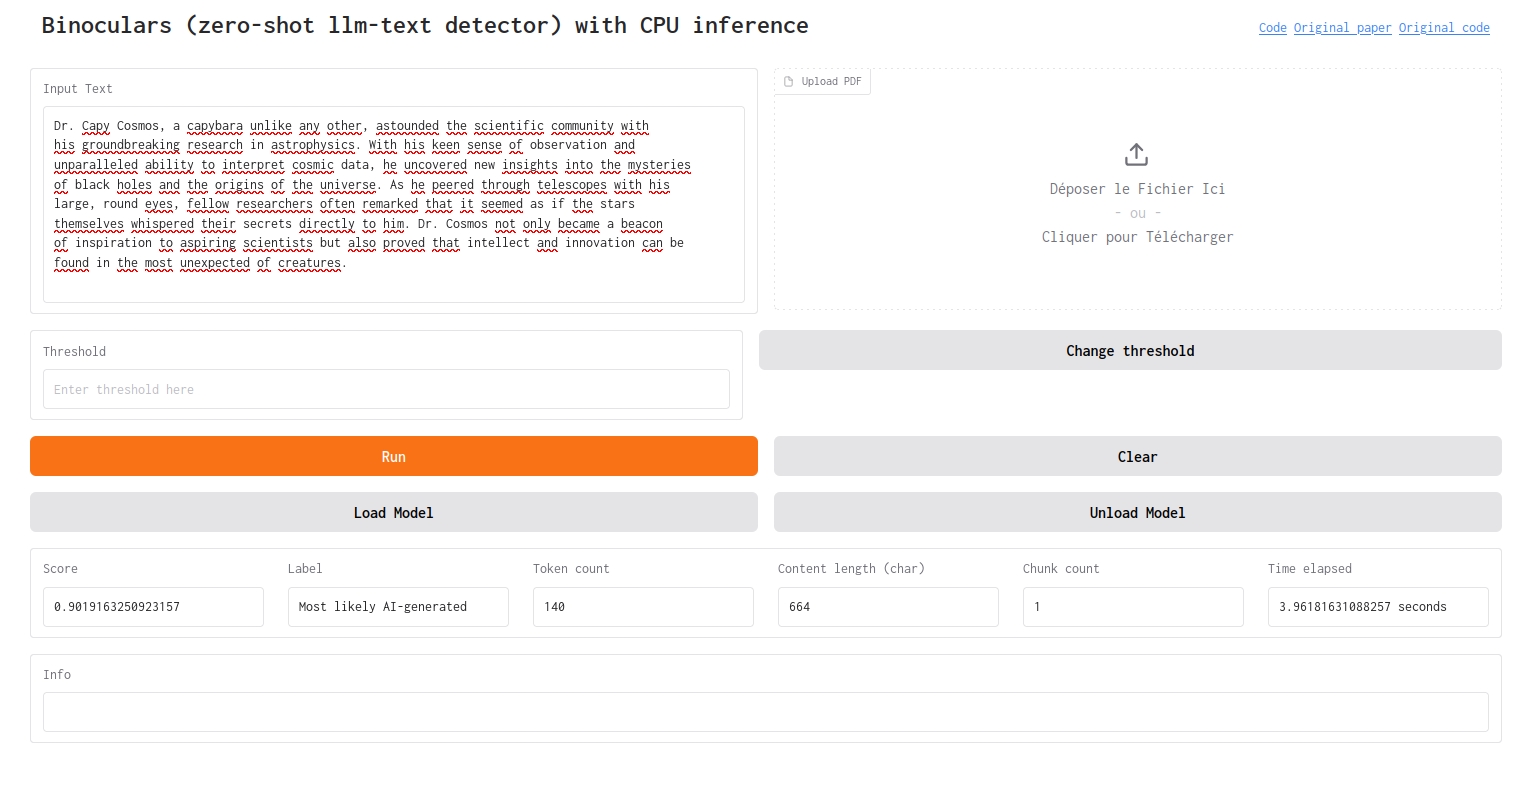 Binoculars (zero-shot llm-text detector) with CPU inference
Code Original paper Original code
Input Text
Dr. Capy Cosmos, a capybara unlike any other, astounded the scientific community with
his groundbreaking research in astrophysics. With his keen sense of observation and
unparalleled ability to interpret cosmic data, he uncovered new insights into the mysteries
of black holes and the origins of the universe. As he peered through telescopes with his
large, round eyes, fellow researchers often remarked that it seemed as if the stars
themselves whispered their secrets directly to him. Dr. Cosmos not only became a beacon
of inspiration to aspiring scientists but also proved that intellect and innovation can be
found in the most unexpected of creatures.
Upload PDF
Déposer le Fichier Ici
- ou -
Cliquer pour Télécharger
Threshold
Enter threshold here
Change threshold
Run
Clear
Load Model
Unload Model
Score
0.9019163250923157
Label
Most likely AI-generated
Token count
140
Content length (char)
664
Chunk count
1
Time elapsed
3.96181631088257 seconds
Info